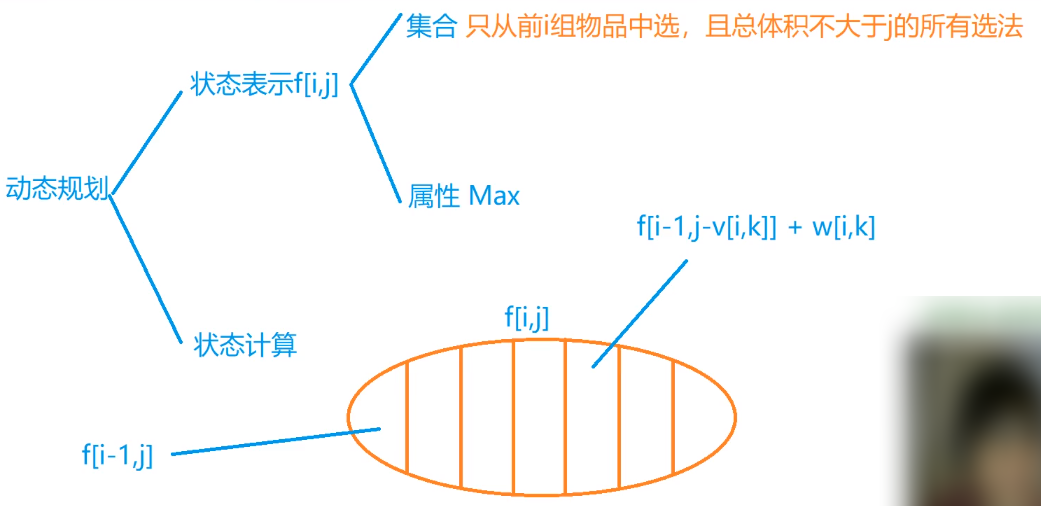 集合 只从前i组物品中选，且总体积不大于j的所有选法
状态表示f[i,j]
动态规划
属性 Max
f[i-1,j-v[i,k]] + w[i,k]
f[i,j]
状态计算
f[i-1,j]